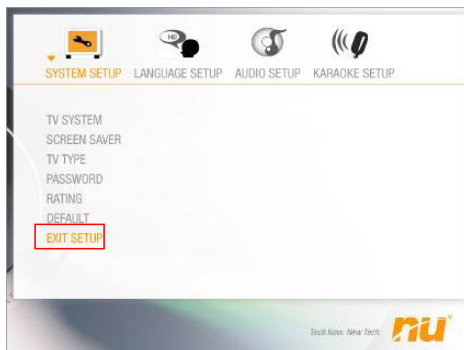 Hi!
SYSTEM SETUP LANGUAGE SETUP AUDIO SETUP KARAOKE SETUP
TV SYSTEM
SCREEN SAVER
TV TYPE
PASSWORD
RATING
DEFAULT
EXIT SETUP
Tech New. New Tech. nu